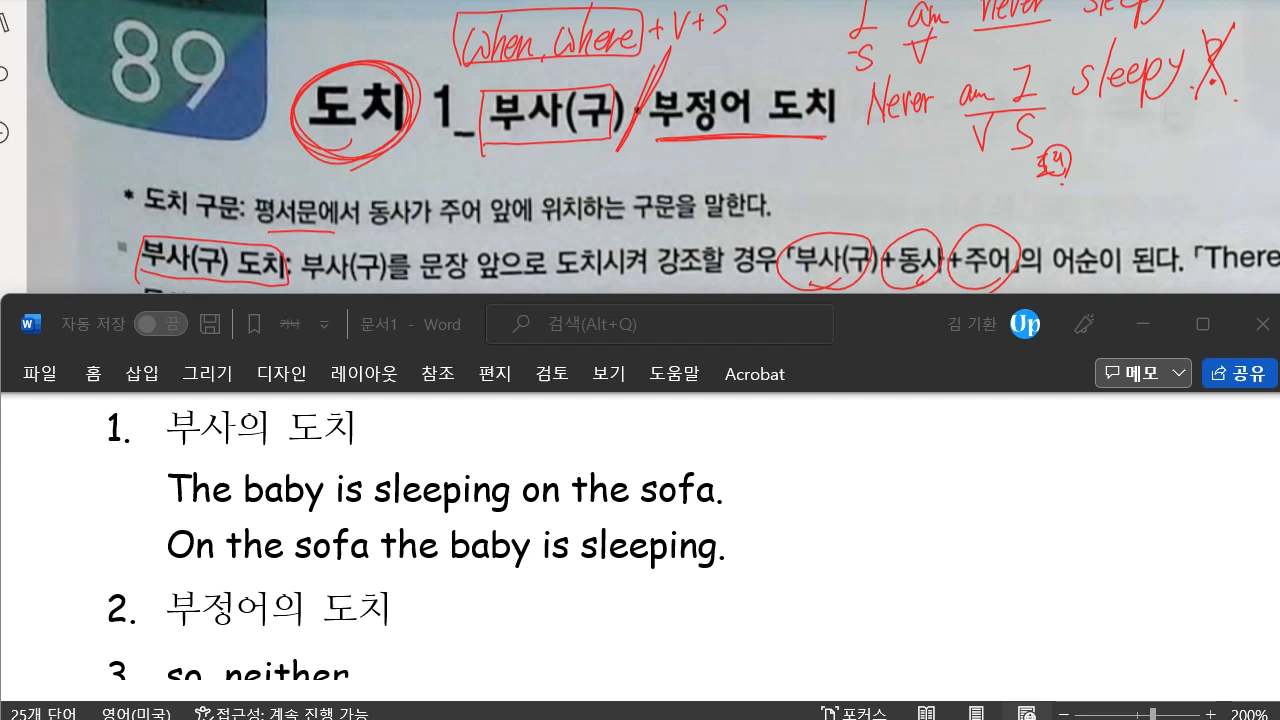 when, where + V + S
I am never sleepy
S V
89
도치 1_ 부사(구)·부정어 도치
Never am I sleepy.
V S
* 도치 구문: 평서문에서 동사가 주어 앞에 위치하는 구문을 말한다.
부사(구) 도치: 부사(구)를 문장 앞으로 도치시켜 강조할 경우 「부사(구)+동사+주어」의 어순이 된다. 「There
자동 저장 끔 가나 문서1 - Word 검색(Alt+Q) 김 기환 Up
파일 홈 삽입 그리기 디자인 레이아웃 참조 편지 검토 보기 도움말 Acrobat 메모 공유
1. 부사의 도치
The baby is sleeping on the sofa.
On the sofa the baby is sleeping.
2. 부정어의 도치
3. so, neither
25개 단어 영어(미국) 접근성: 계속 진행 가능 포커스 200%